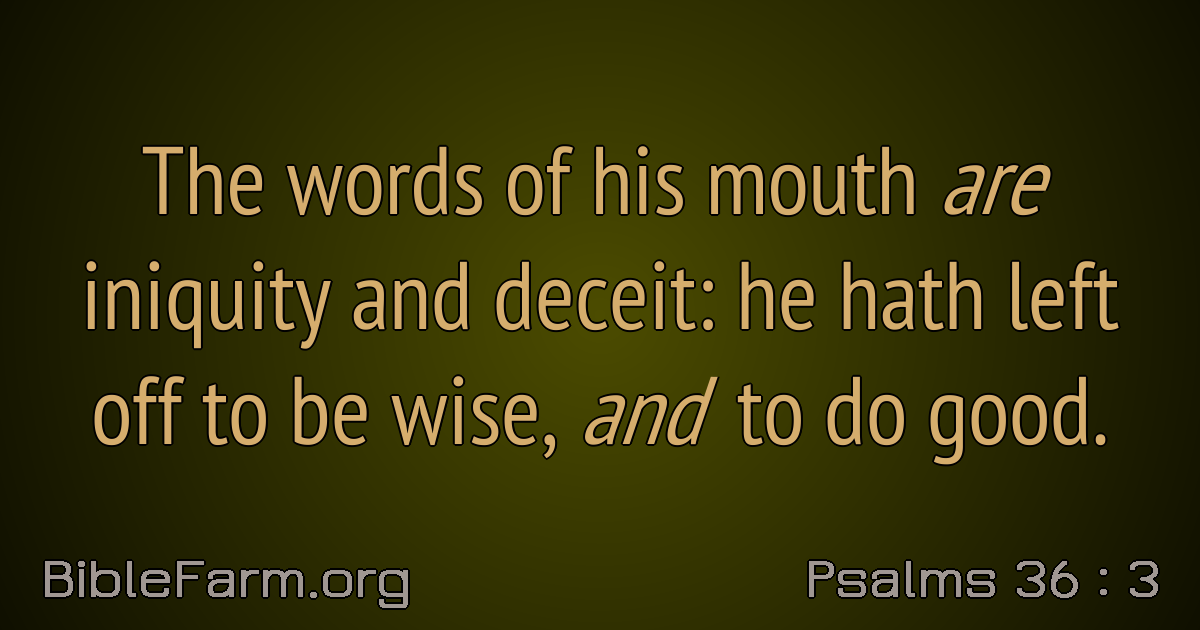 The words of his mouth are
iniquity and deceit: he hath left
off to be wise, and to do good.
BibleFarm.org
Psalms 36 : 3